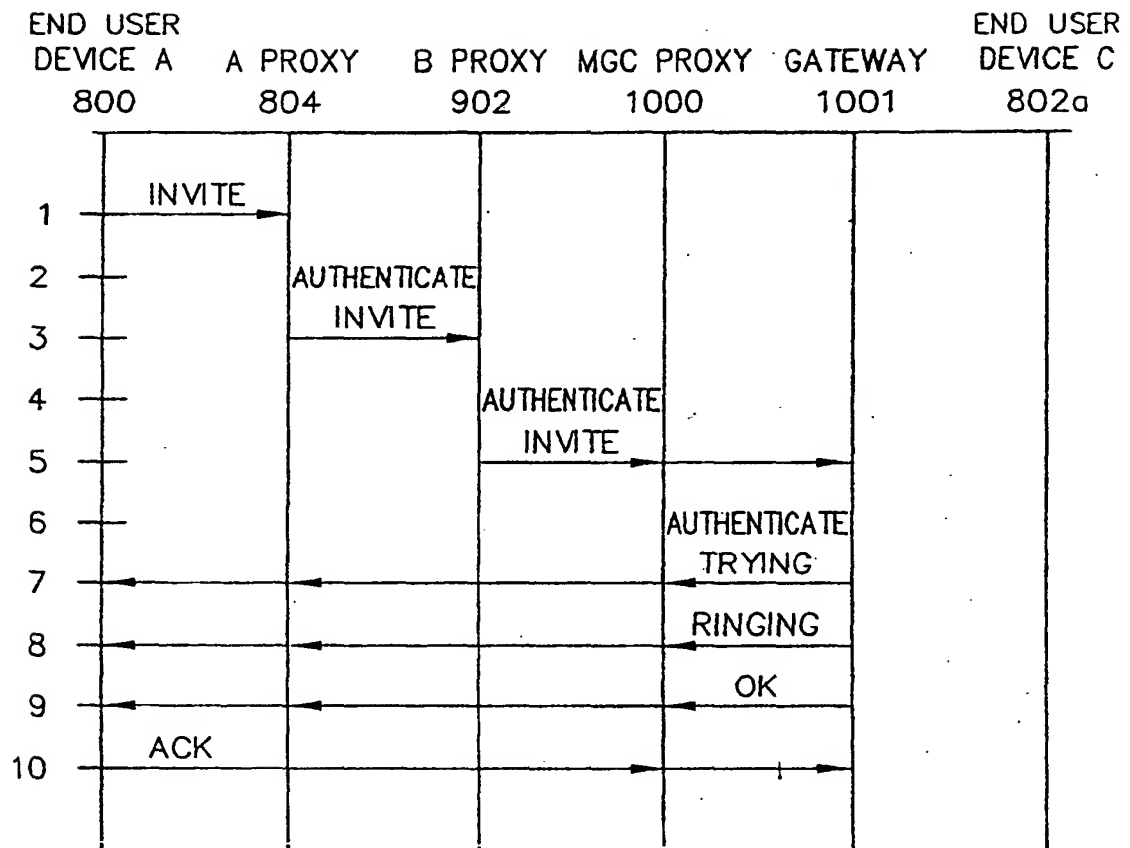 END USER DEVICE A
800
A PROXY
804
B PROXY
902
MGC PROXY
1000
GATEWAY
1001
END USER DEVICE C
802a
1
INVITE
2
AUTHENTICATE
3
INVITE
4
AUTHENTICATE
5
INVITE
6
AUTHENTICATE
7
TRYING
8
RINGING
9
OK
10
ACK